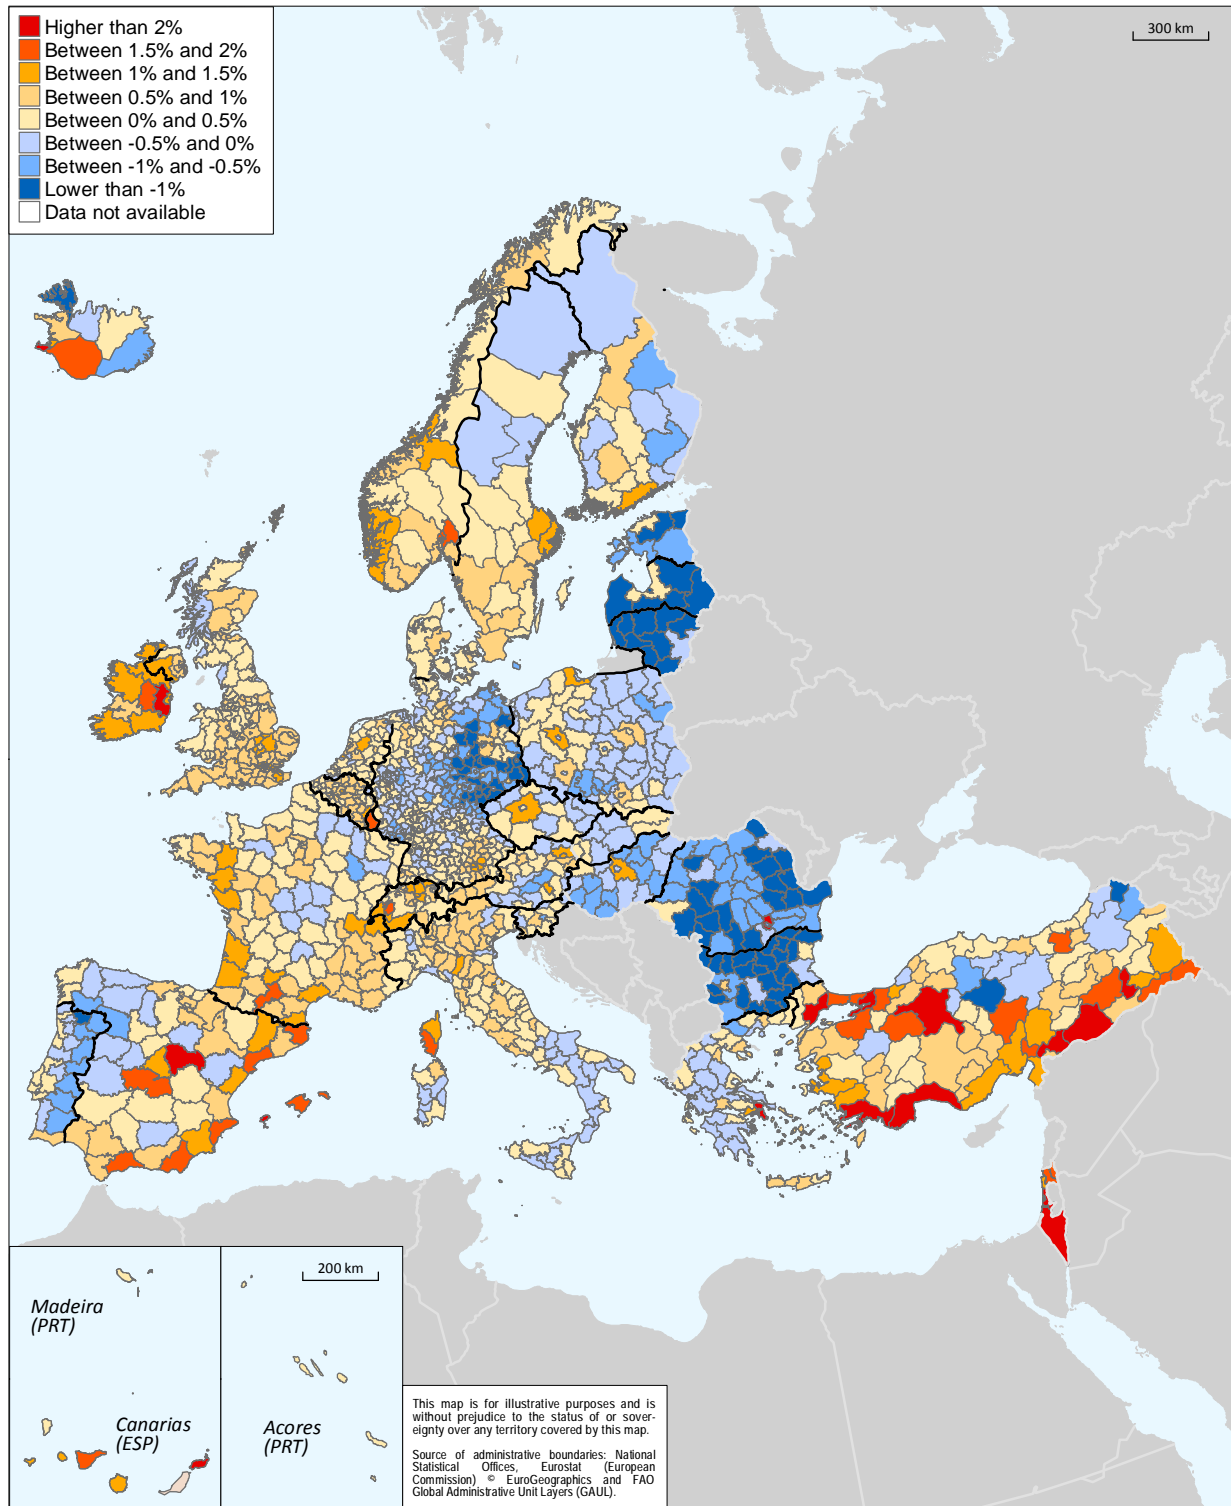 Higher than 2%
Between 1.5% and 2%
Between 1% and 1.5%
Between 0.5% and 1%
Between 0% and 0.5%
Between -0.5% and 0%
Between -1% and -0.5%
Lower than -1%
Data not available
300 km
200 km
Madeira
(PRT)
Canarias
(ESP)
Acores
(PRT)
This map is for illustrative purposes and is
without prejudice to the status of or sover-
eignty over any territory covered by this map.
Source of administrative boundaries: National
Statistical Offices, Eurostat (European
Commission) © EuroGeographics and FAO
Global Administrative Unit Layers (GAUL).